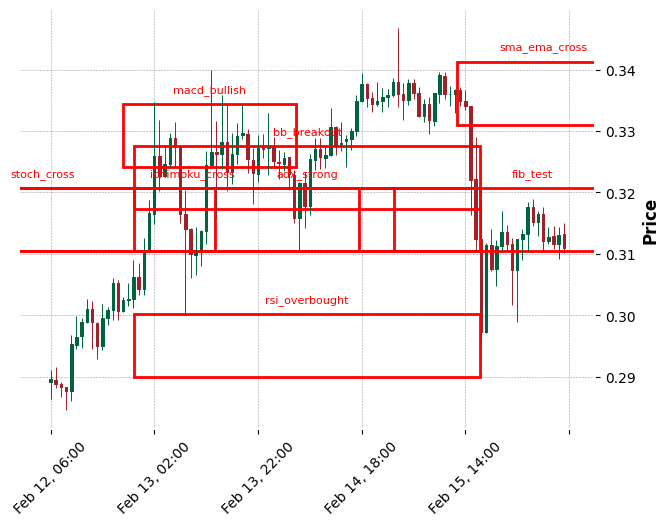 sma_ema_cross
0.34
macd_bullish
0.33
bb_breakout
stoch_cross
ichimoku_cross
adx_strong
fib_test
0.32
Price
0.31
rsi_overbought
0.30
0.29
Feb 12, 06:00
Feb 13, 02:00
Feb 13, 22:00
Feb 14, 18:00
Feb 15, 14:00